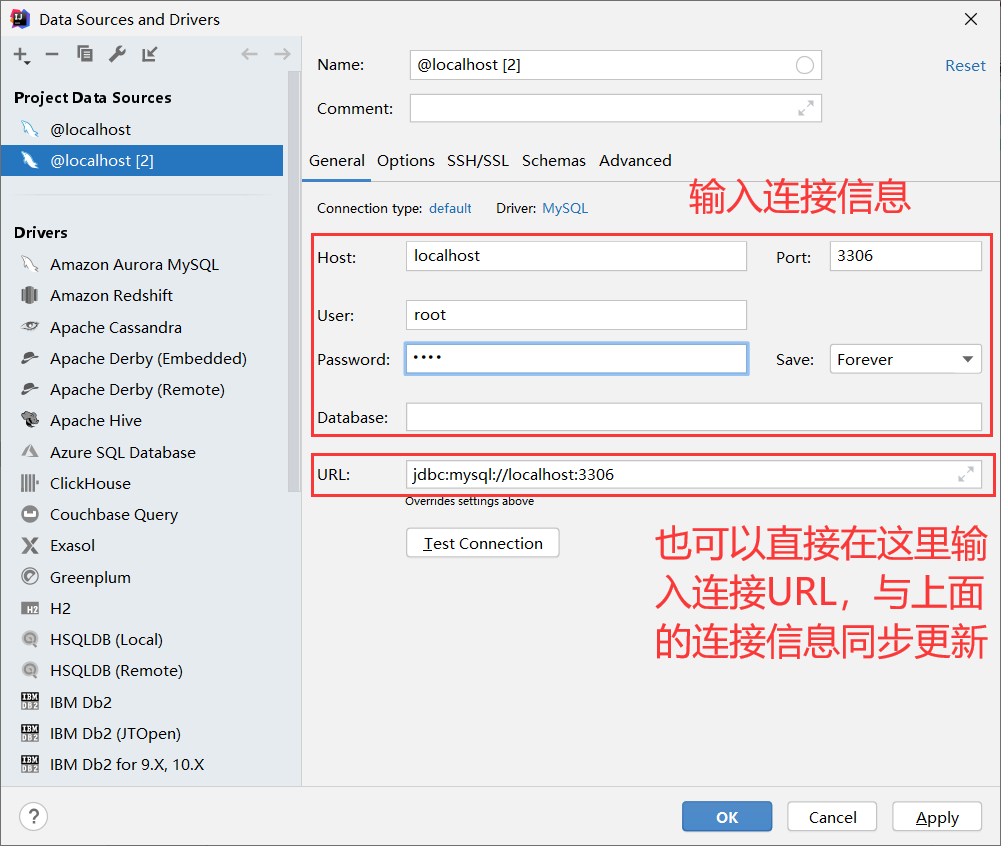 Data Sources and Drivers
Project Data Sources
@localhost
@localhost [2]
Drivers
Amazon Aurora MySQL
Amazon Redshift
Apache Cassandra
Apache Derby (Embedded)
Apache Derby (Remote)
Apache Hive
Azure SQL Database
ClickHouse
Couchbase Query
Exasol
Greenplum
H2
HSQLDB (Local)
HSQLDB (Remote)
IBM Db2
IBM Db2 (JTOpen)
IBM Db2 for 9.X, 10.X
Name: @localhost [2] Reset
Comment:
General Options SSH/SSL Schemas Advanced
Connection type: default Driver: MySQL
输入连接信息
Host: localhost Port: 3306
User: root
Password: •••• Save: Forever
Database:
URL: jdbc:mysql://localhost:3306
Overrides settings above
Test Connection
也可以直接在这里输
入连接URL，与上面
的连接信息同步更新
? OK Cancel Apply